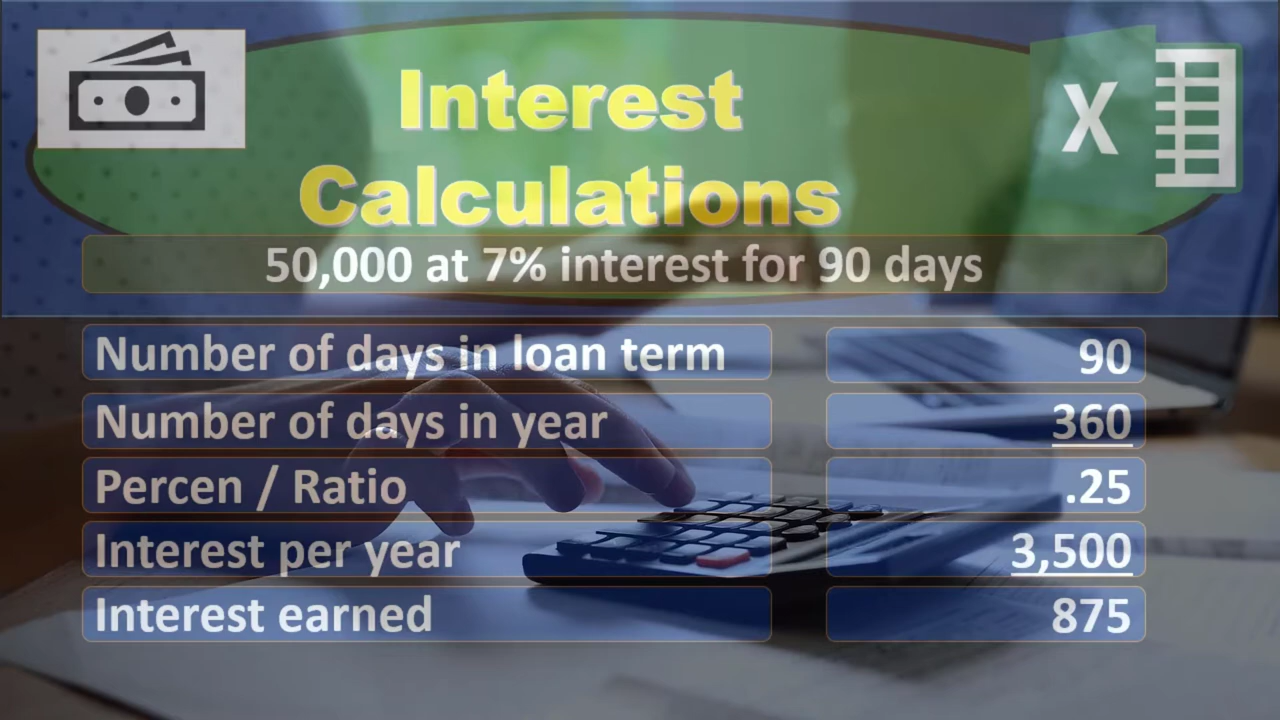 Interest
Calculations
X
50,000 at 7% interest for 90 days
Number of days in loan term 90
Number of days in year 360
Percen / Ratio .25
Interest per year 3,500
Interest earned 875